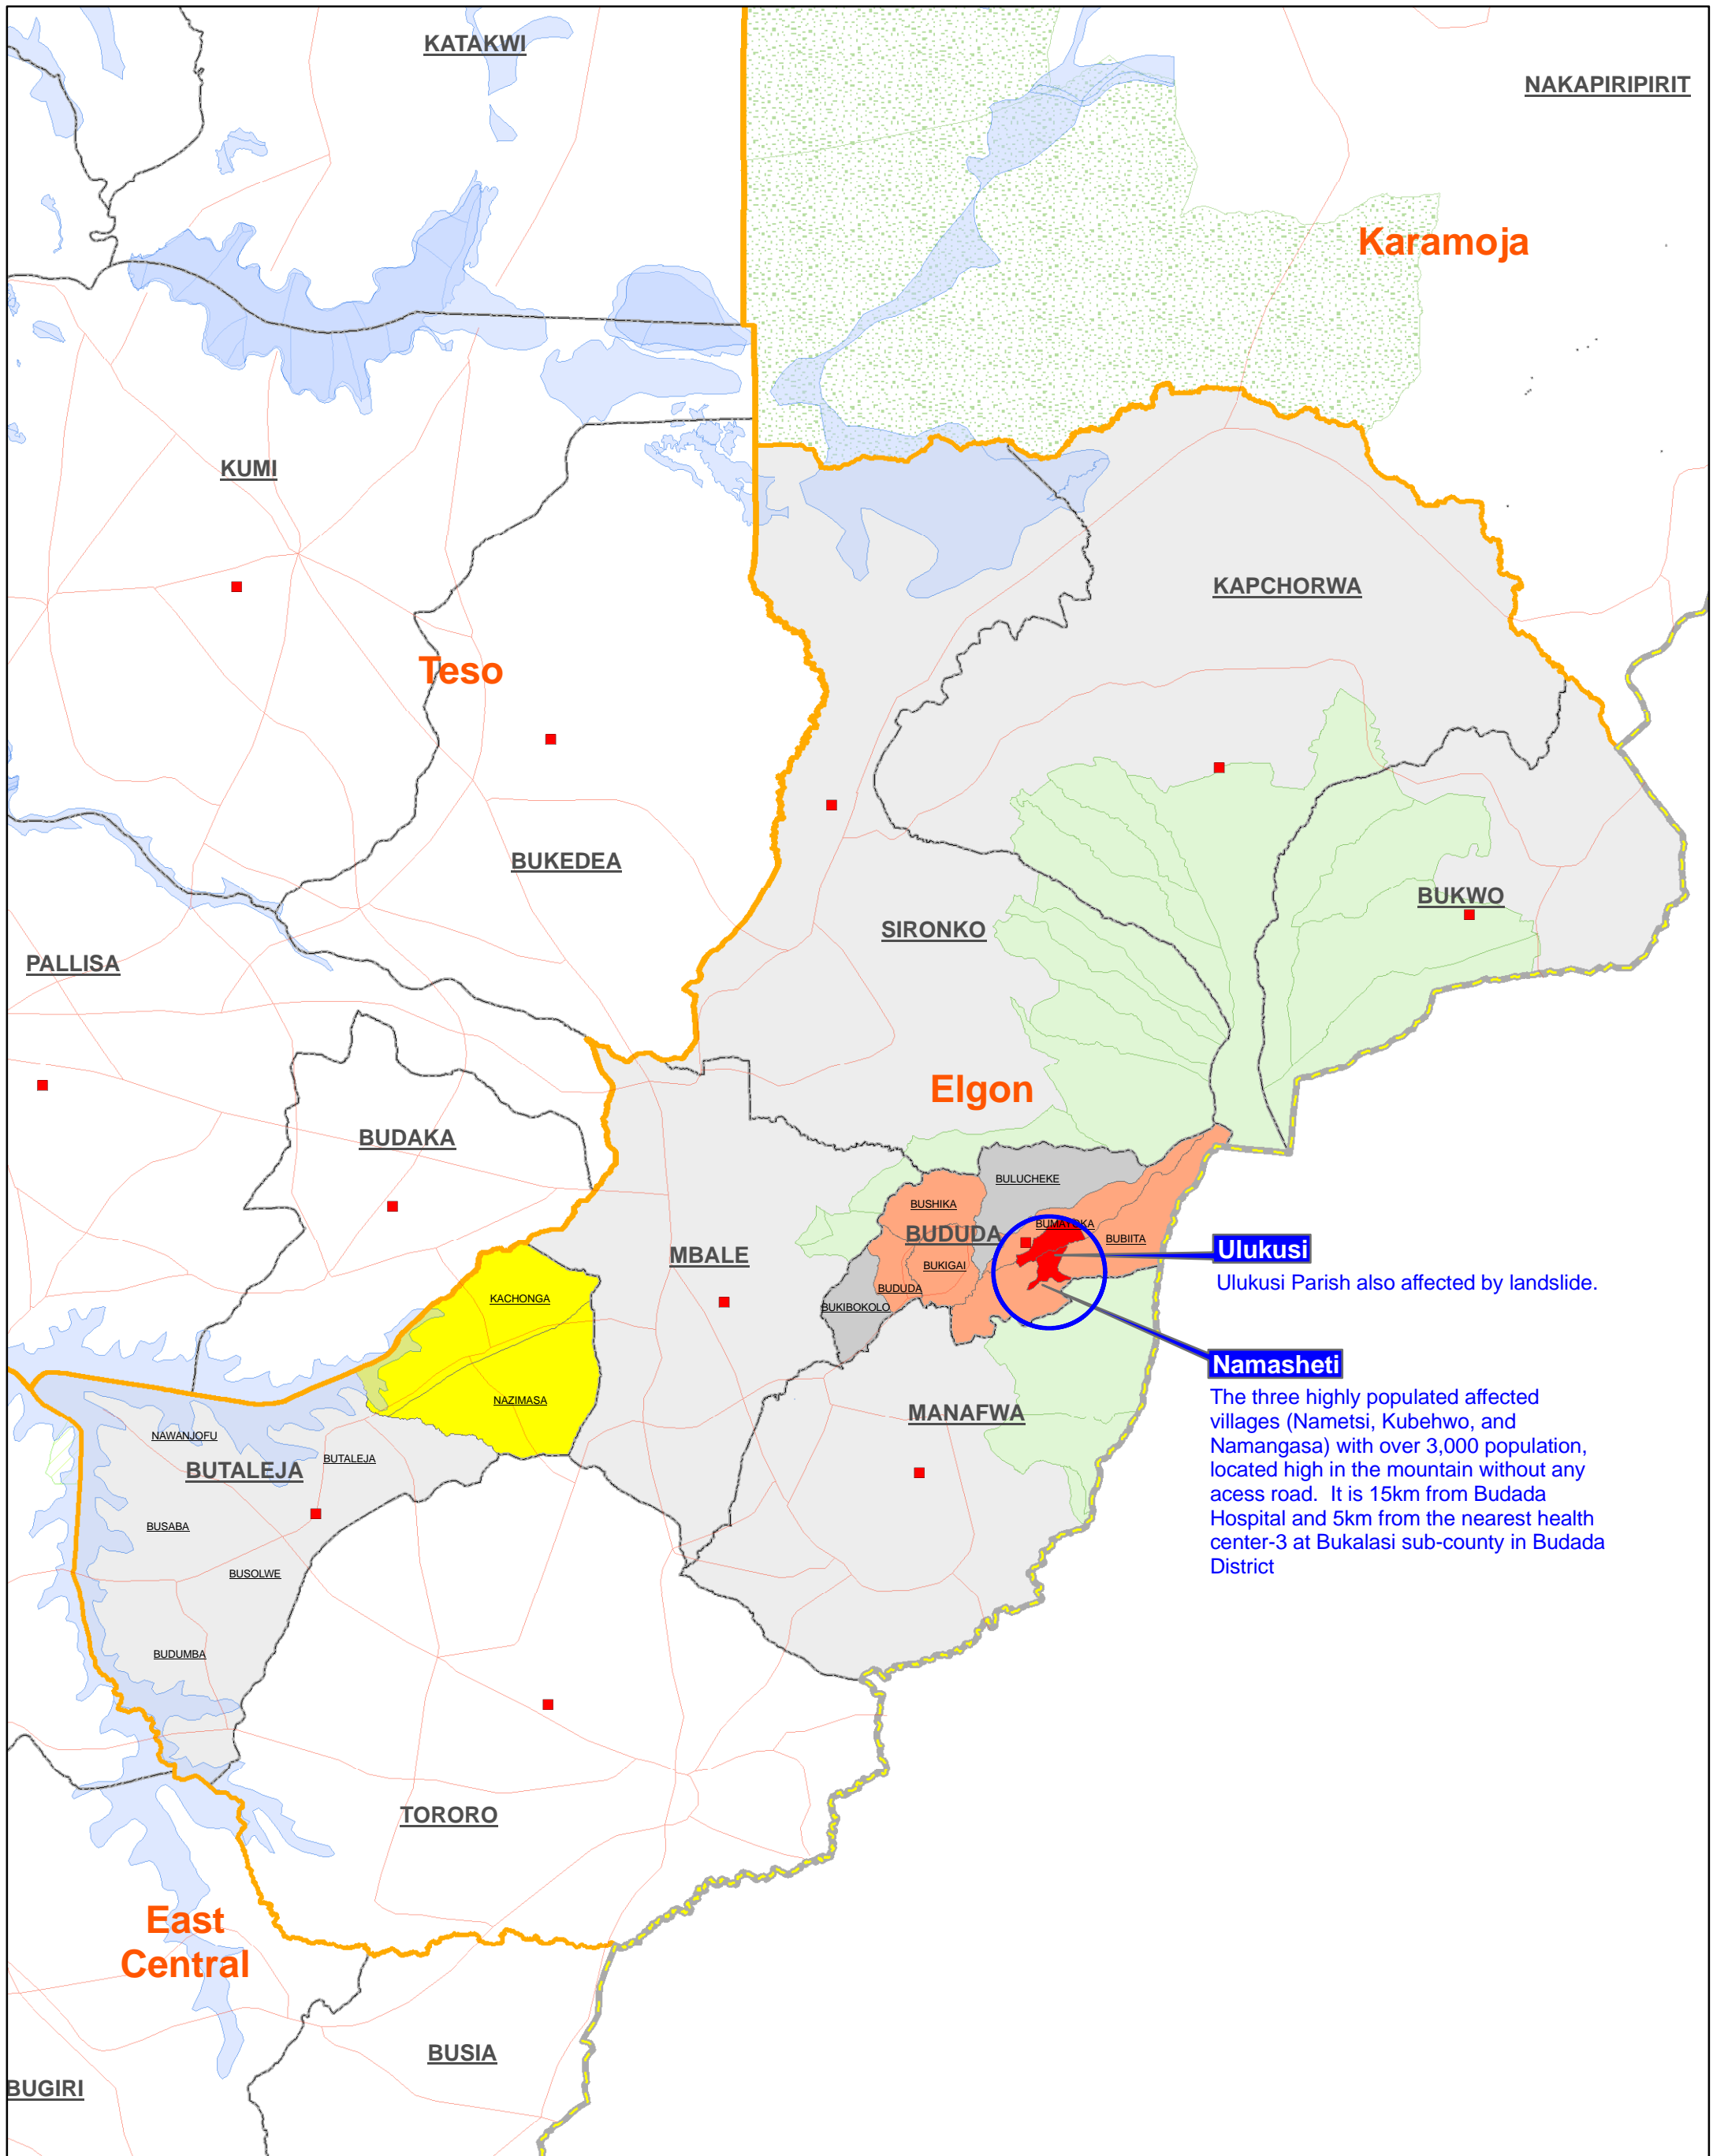 KATAKWI
NAKAPIRIPIRIT
Karamoja
KUMI
KAPCHORWA
Teso
BUKEDEA
BUKWO
SIRONKO
PALLISA
Elgon
BUDAKA
BULUCHEKE
BUSHIKA
BUMAYOKA
BUDUDA
BUBIITA
MBALE
BUKIGAI
BUDUDA
KACHONGA
BUKIBOKOLO
Ulukusi
Ulukusi Parish also affected by landslide.
Namasheti
The three highly populated affected
villages (Nametsi, Kubehwo, and
Namangasa) with over 3,000 population,
located high in the mountain without any
acess road. It is 15km from Budada
Hospital and 5km from the nearest health
center-3 at Bukalasi sub-county in Budada
District
NAZIMASA
MANAFWA
NAWANJOFU
BUTALEJA
BUTALEJA
BUSABA
BUSOLWE
BUDUMBA
TORORO
East
Central
BUSIA
BUGIRI